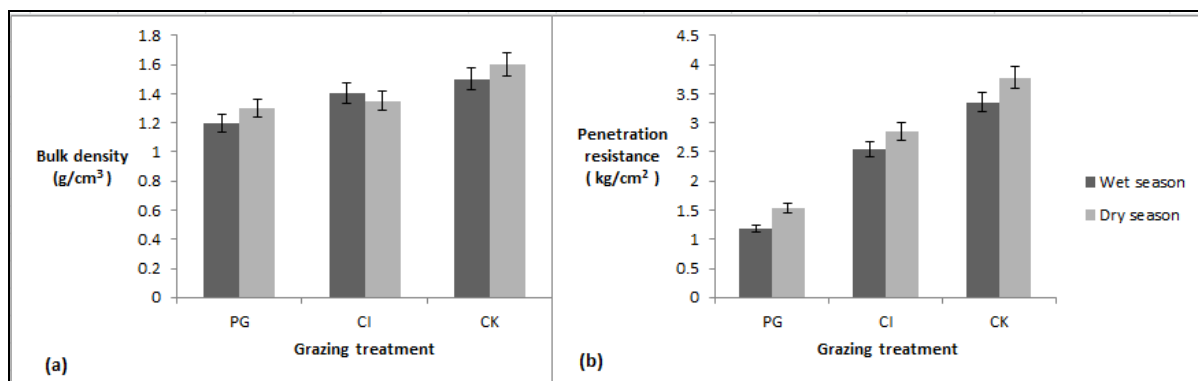 1.8
1.6
1.4
1.2
1
0.8
0.6
0.4
0.2
0
Bulk density
(g/cm³)
PG CI CK
Grazing treatment
(a)
4.5
4
3.5
3
2.5
2
1.5
1
0.5
0
Penetration
resistance
( kg/cm² )
PG CI CK
Grazing treatment
(b)
Wet season
Dry season